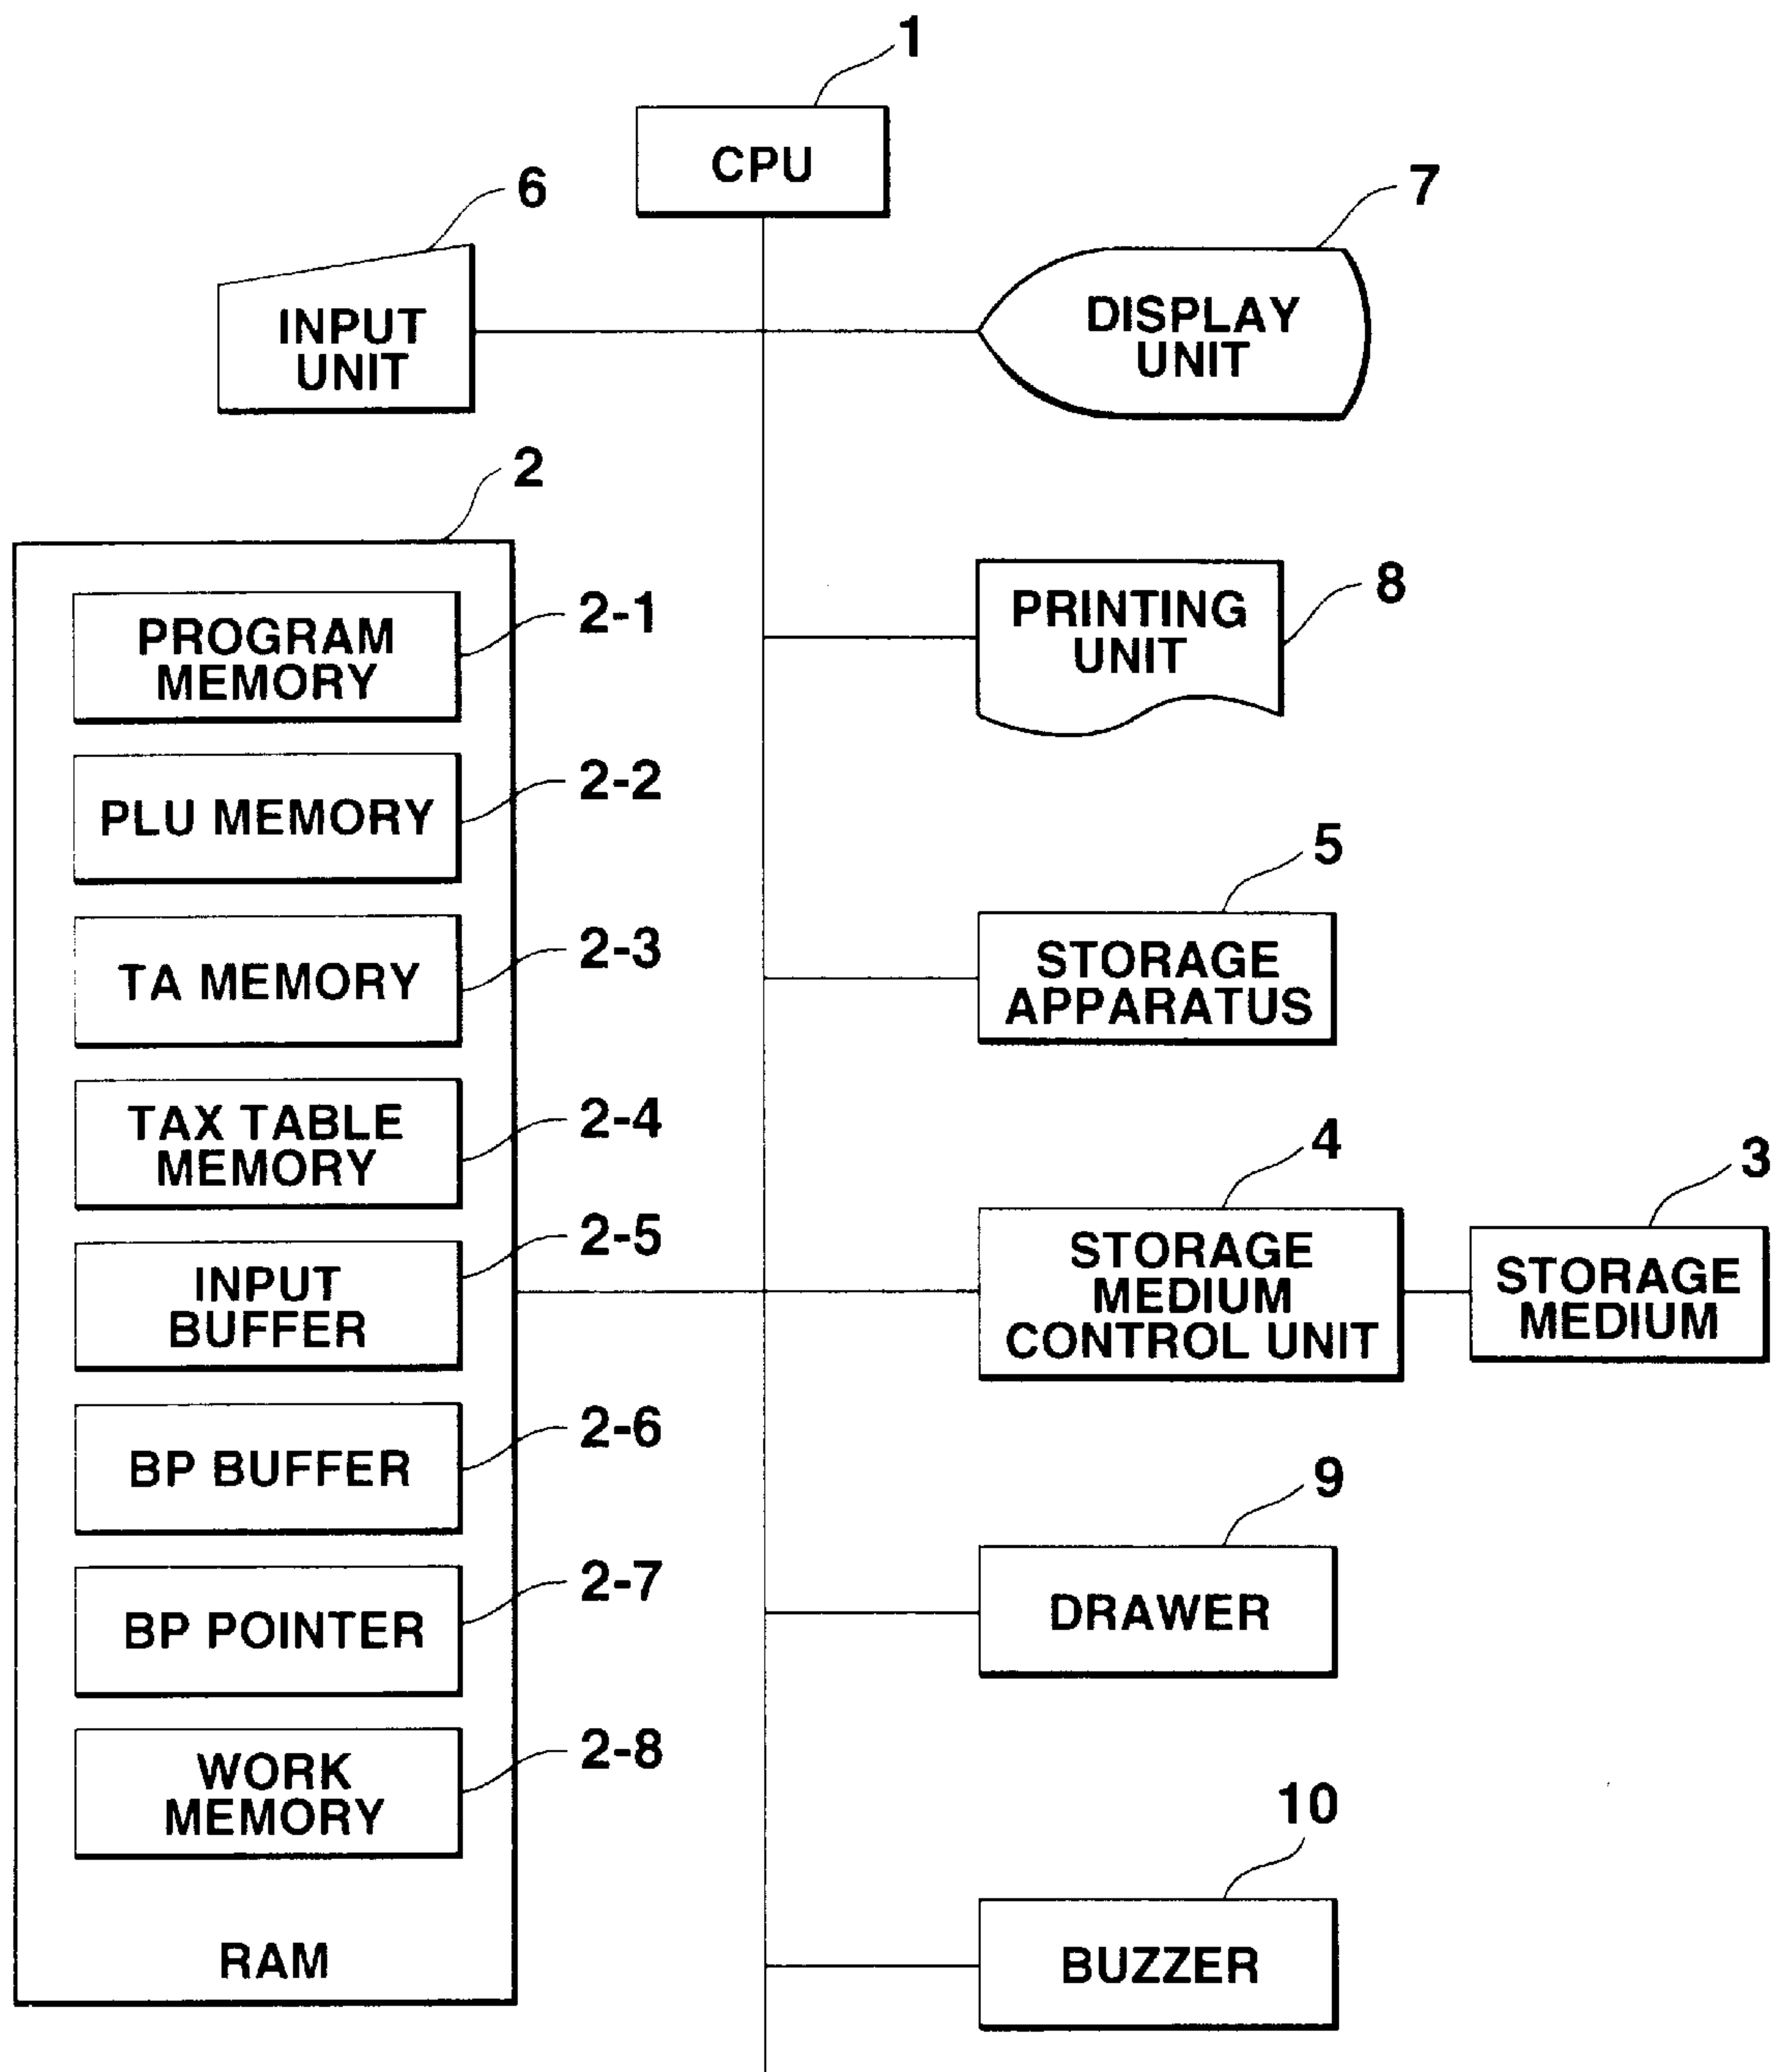 1
CPU
6
7
INPUT
UNIT
DISPLAY
UNIT
2
PROGRAM
MEMORY
2-1
PLU MEMORY
2-2
TA MEMORY
2-3
TAX TABLE
MEMORY
2-4
INPUT
BUFFER
2-5
BP BUFFER
2-6
BP POINTER
2-7
WORK
MEMORY
2-8
RAM
PRINTING
UNIT
8
5
STORAGE
APPARATUS
4
STORAGE
MEDIUM
CONTROL UNIT
3
STORAGE
MEDIUM
9
DRAWER
10
BUZZER